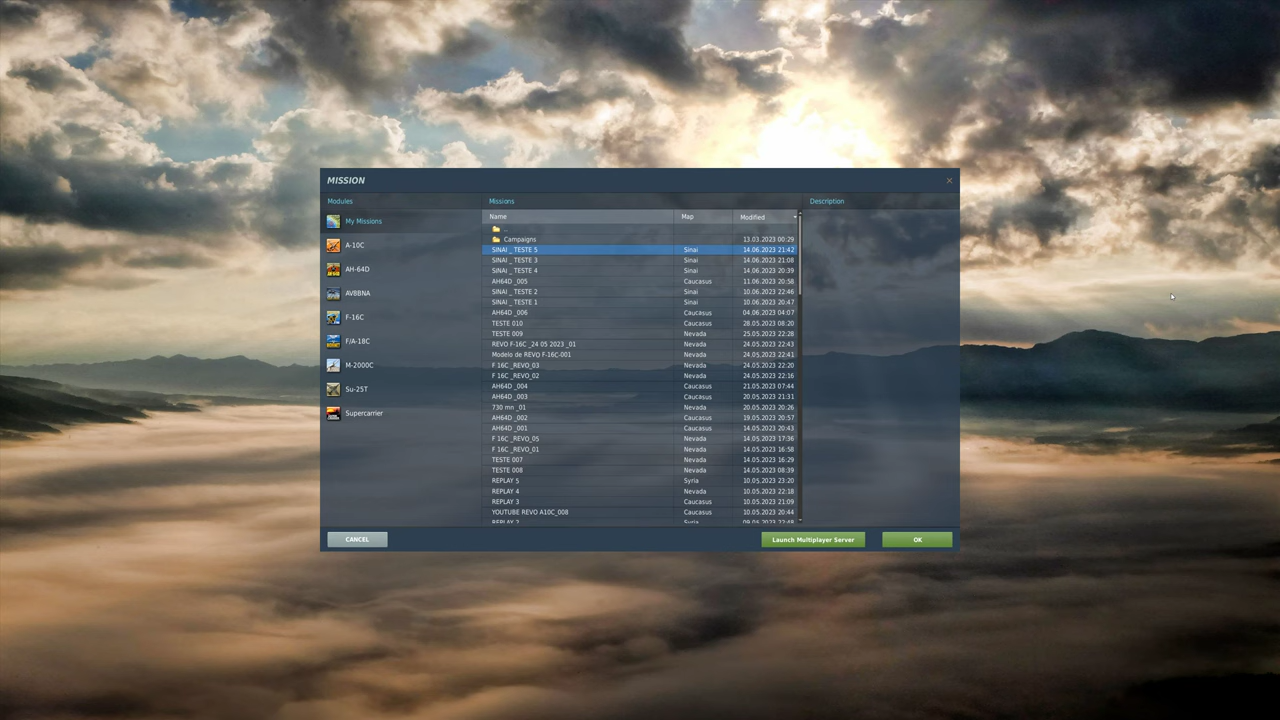 MISSION
Modules
Missions
Description
My Missions
A-10C
AH-64D
AV8BNA
F-16C
F/A-18C
M-2000C
Su-25T
Supercarrier
Name Map Modified
..
Campaigns 13.03.2023 00:29
SINAI _ TESTE 5 Sinai 14.06.2023 21:42
SINAI _ TESTE 3 Sinai 14.06.2023 21:08
SINAI _ TESTE 4 Sinai 14.06.2023 20:39
AH64D _005 Caucasus 11.06.2023 20:58
SINAI _ TESTE 2 Sinai 10.06.2023 22:46
SINAI _ TESTE 1 Sinai 10.06.2023 20:47
AH64D _006 Caucasus 04.06.2023 04:07
TESTE 010 Caucasus 28.05.2023 08:20
TESTE 009 Nevada 25.05.2023 22:28
REVO F-16C _24 05 2023 _01 Nevada 24.05.2023 22:43
Modelo de REVO F-16C-001 Nevada 24.05.2023 22:41
F 16C _REVO_03 Nevada 24.05.2023 22:20
F 16C _REVO_02 Nevada 24.05.2023 22:16
AH64D _004 Caucasus 21.05.2023 07:44
AH64D _003 Caucasus 20.05.2023 21:31
730 mn _01 Nevada 20.05.2023 20:26
AH64D _002 Caucasus 19.05.2023 20:57
AH64D _001 Caucasus 14.05.2023 20:43
F 16C _REVO_05 Nevada 14.05.2023 17:36
F 16C _REVO_01 Nevada 14.05.2023 16:58
TESTE 007 Nevada 14.05.2023 16:29
TESTE 008 Nevada 14.05.2023 08:39
REPLAY 5 Syria 10.05.2023 23:20
REPLAY 4 Nevada 10.05.2023 22:18
REPLAY 3 Caucasus 10.05.2023 21:09
YOUTUBE REVO A10C_008 Caucasus 10.05.2023 20:44
REPLAY 2 Syria 09.05.2023 22:48
CANCEL
Launch Multiplayer Server
OK